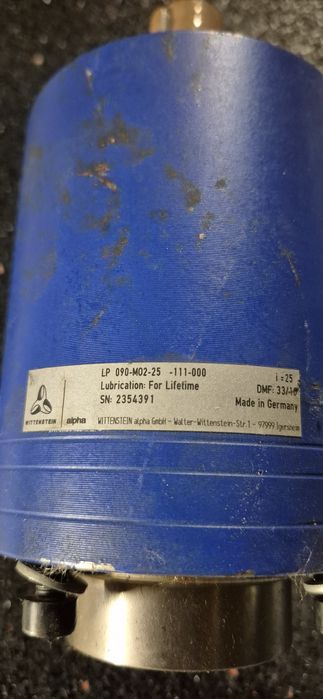 LP 090-M02-25 -111-000 i = 25
Lubrication: For Lifetime DMF: 33/10
SN: 2354391 Made in Germany
WITTENSTEIN alpha WITTENSTEIN alpha GmbH - Walter-Wittenstein-Str.1 - 97999 Igersheim